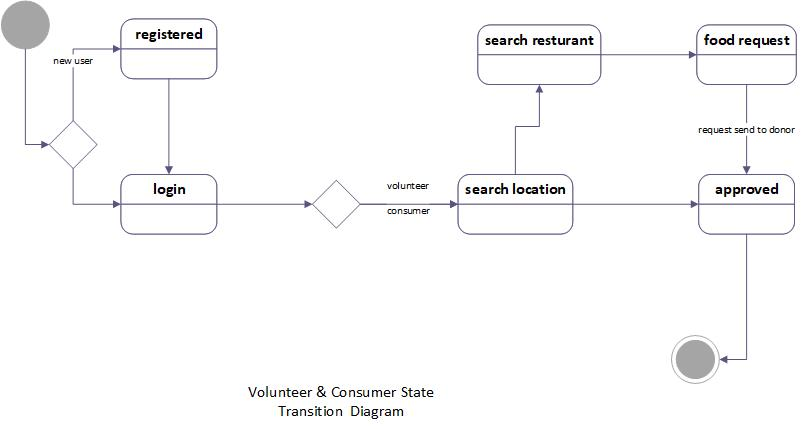 registered
search resturant
food request
new user
request send to donor
login
volunteer
search location
approved
consumer
Volunteer & Consumer State
Transition Diagram